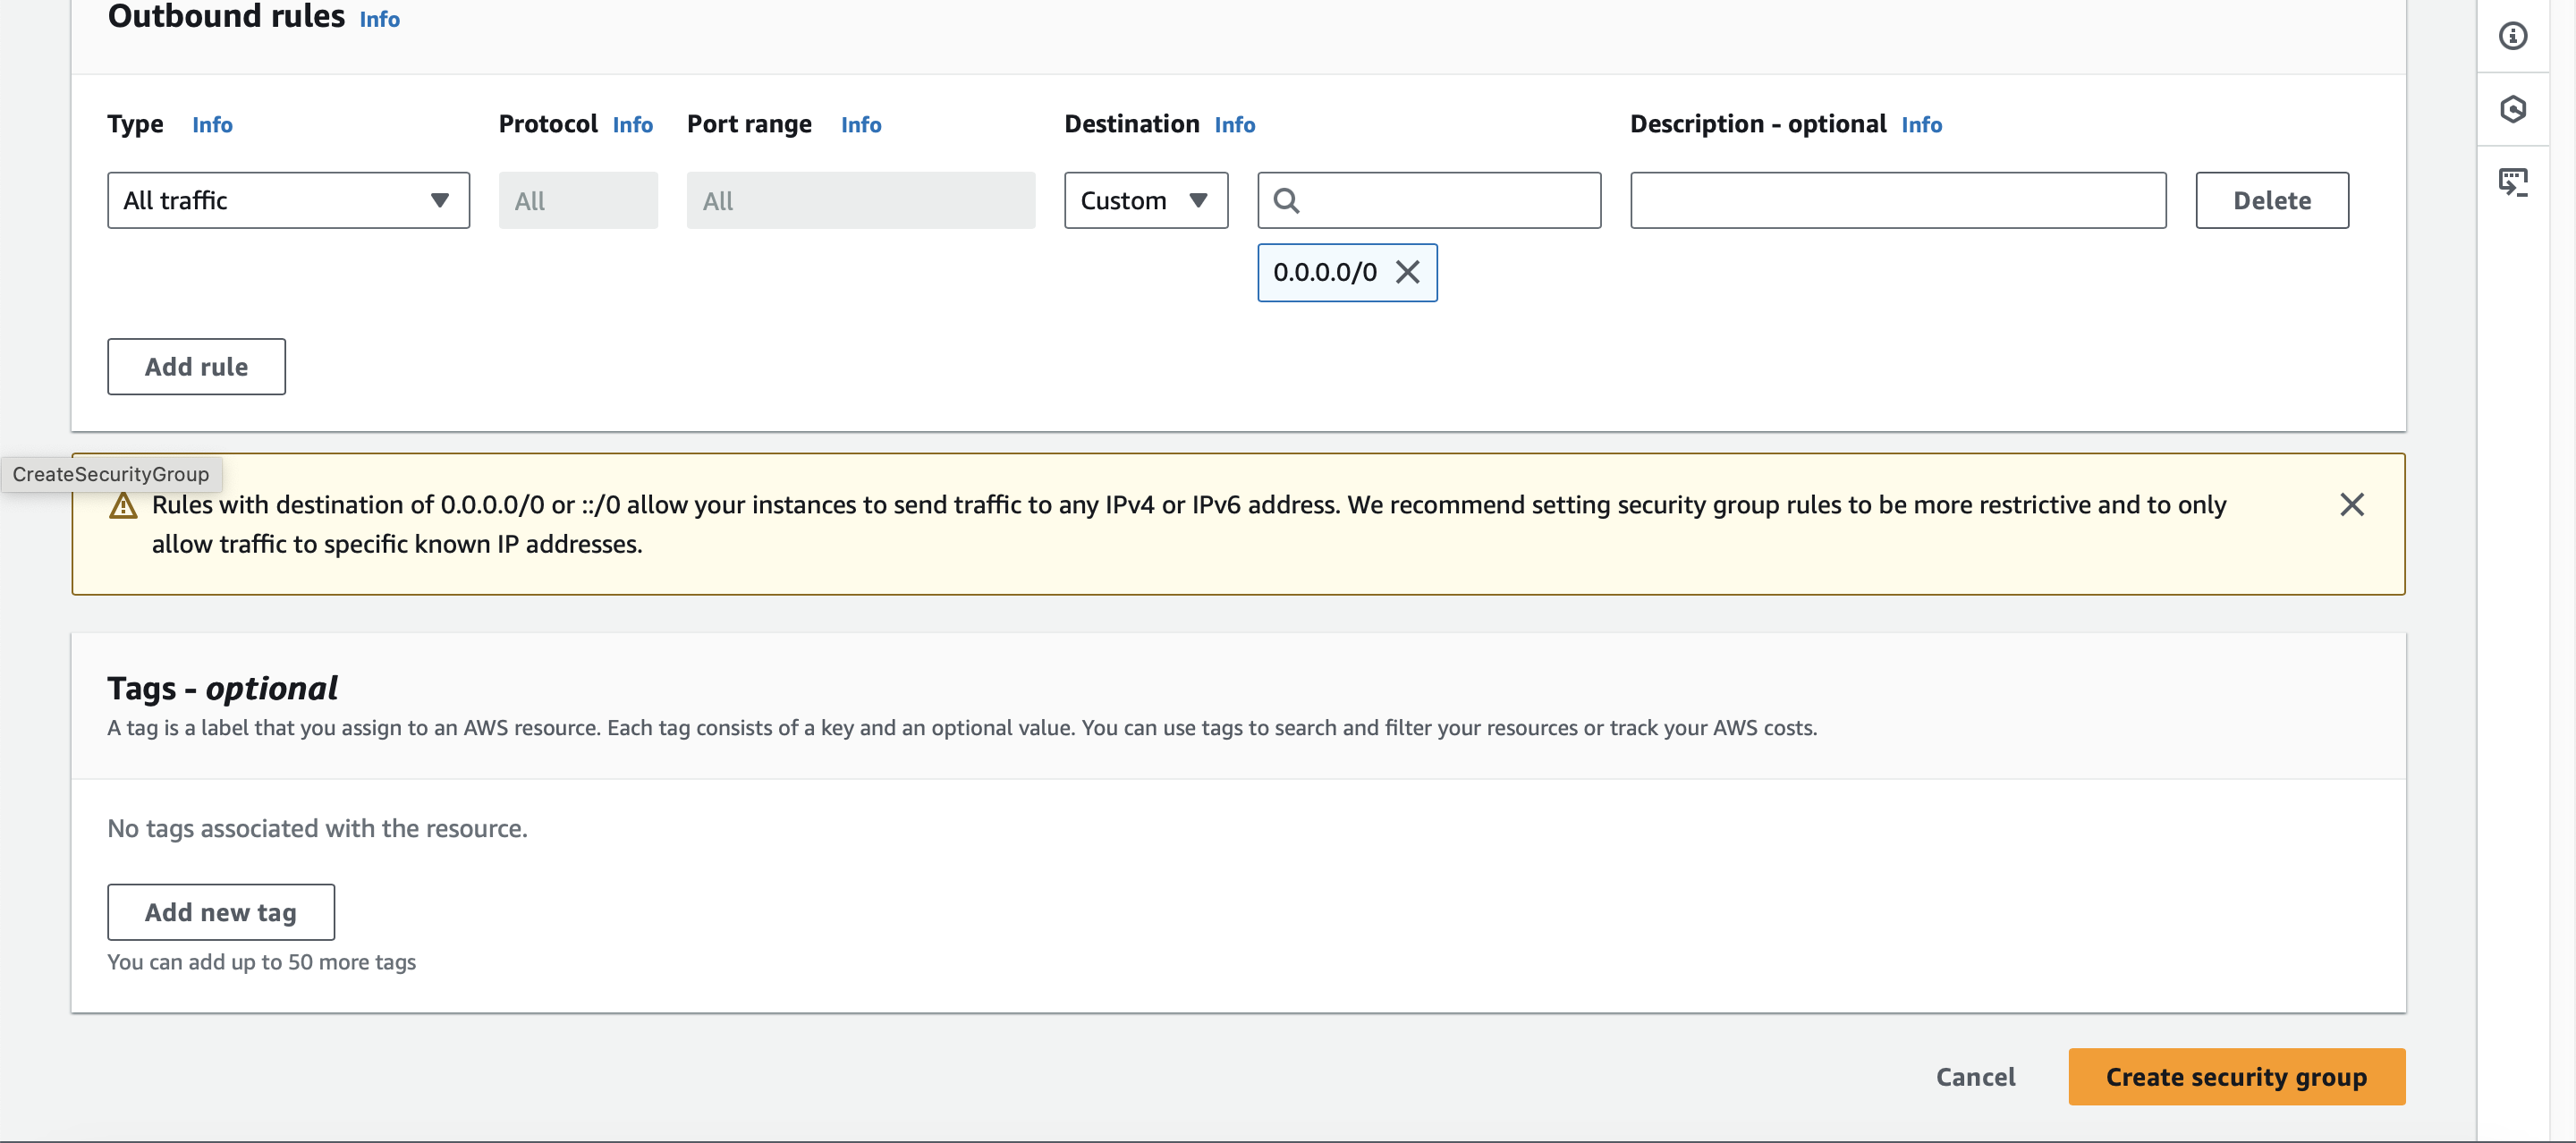 Outbound rules Info
Type Info Protocol Info Port range Info Destination Info Description - optional Info
All traffic All All Custom Delete
0.0.0.0/0
Add rule
CreateSecurityGroup
Rules with destination of 0.0.0.0/0 or ::/0 allow your instances to send traffic to any IPv4 or IPv6 address. We recommend setting security group rules to be more restrictive and to only
allow traffic to specific known IP addresses.
Tags - optional
A tag is a label that you assign to an AWS resource. Each tag consists of a key and an optional value. You can use tags to search and filter your resources or track your AWS costs.
No tags associated with the resource.
Add new tag
You can add up to 50 more tags
Cancel Create security group